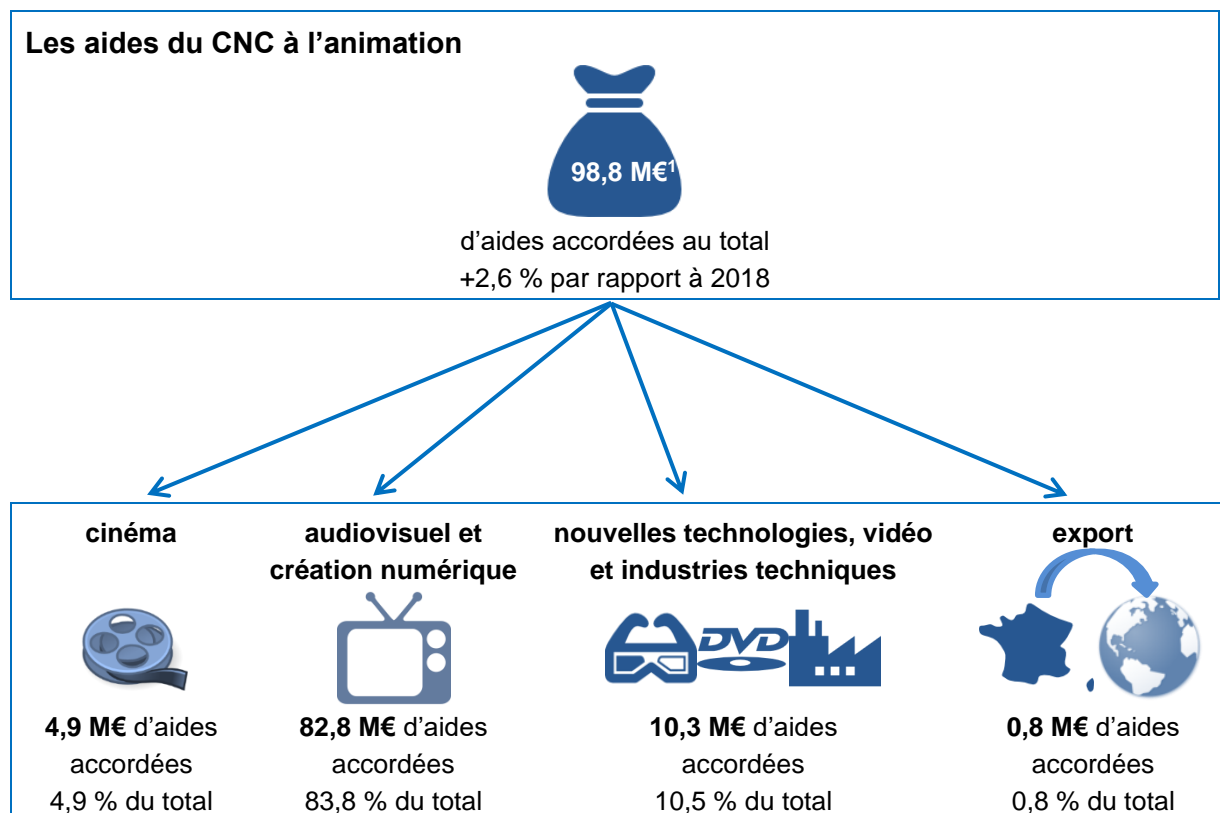 Les aides du CNC à l’animation
98,8 M€1
d’aides accordées au total
+2,6 % par rapport à 2018
cinéma
4,9 M€ d’aides
accordées
4,9 % du total
audiovisuel et
création numérique
82,8 M€ d’aides
accordées
83,8 % du total
nouvelles technologies, vidéo
et industries techniques
DVD
10,3 M€ d’aides
accordées
10,5 % du total
export
0,8 M€ d’aides
accordées
0,8 % du total